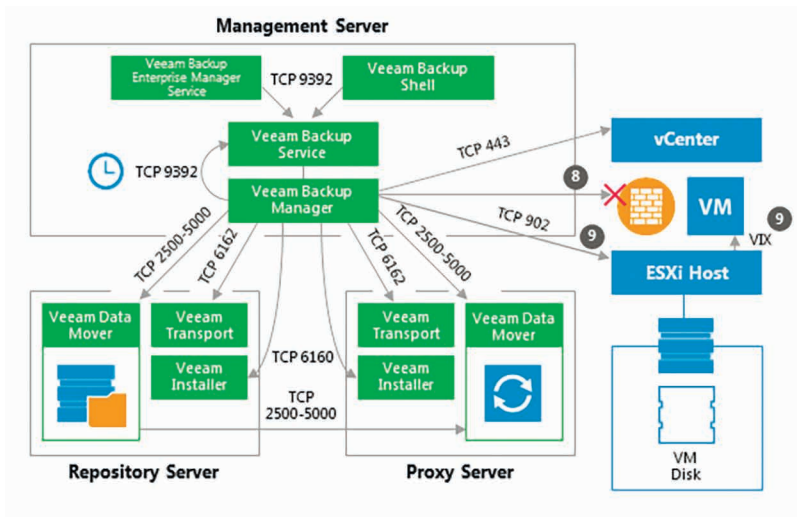 Management Server
Veeam Backup
Enterprise Manager
Service
TCP 9392
Veeam Backup
Shell
Veeam Backup
Service
TCP 9392
Veeam Backup
Manager
TCP 443
vCenter
8
VM
TCP 902
9
9
VIX
ESXi Host
TCP 2500-5000
TCP 6162
TCP 6162
TCP 2500-5000
Veeam Data
Mover
Veeam
Transport
Veeam
Installer
TCP 6160
TCP
2500-5000
Veeam
Transport
Veeam
Installer
Veeam Data
Mover
VM
Disk
Repository Server
Proxy Server